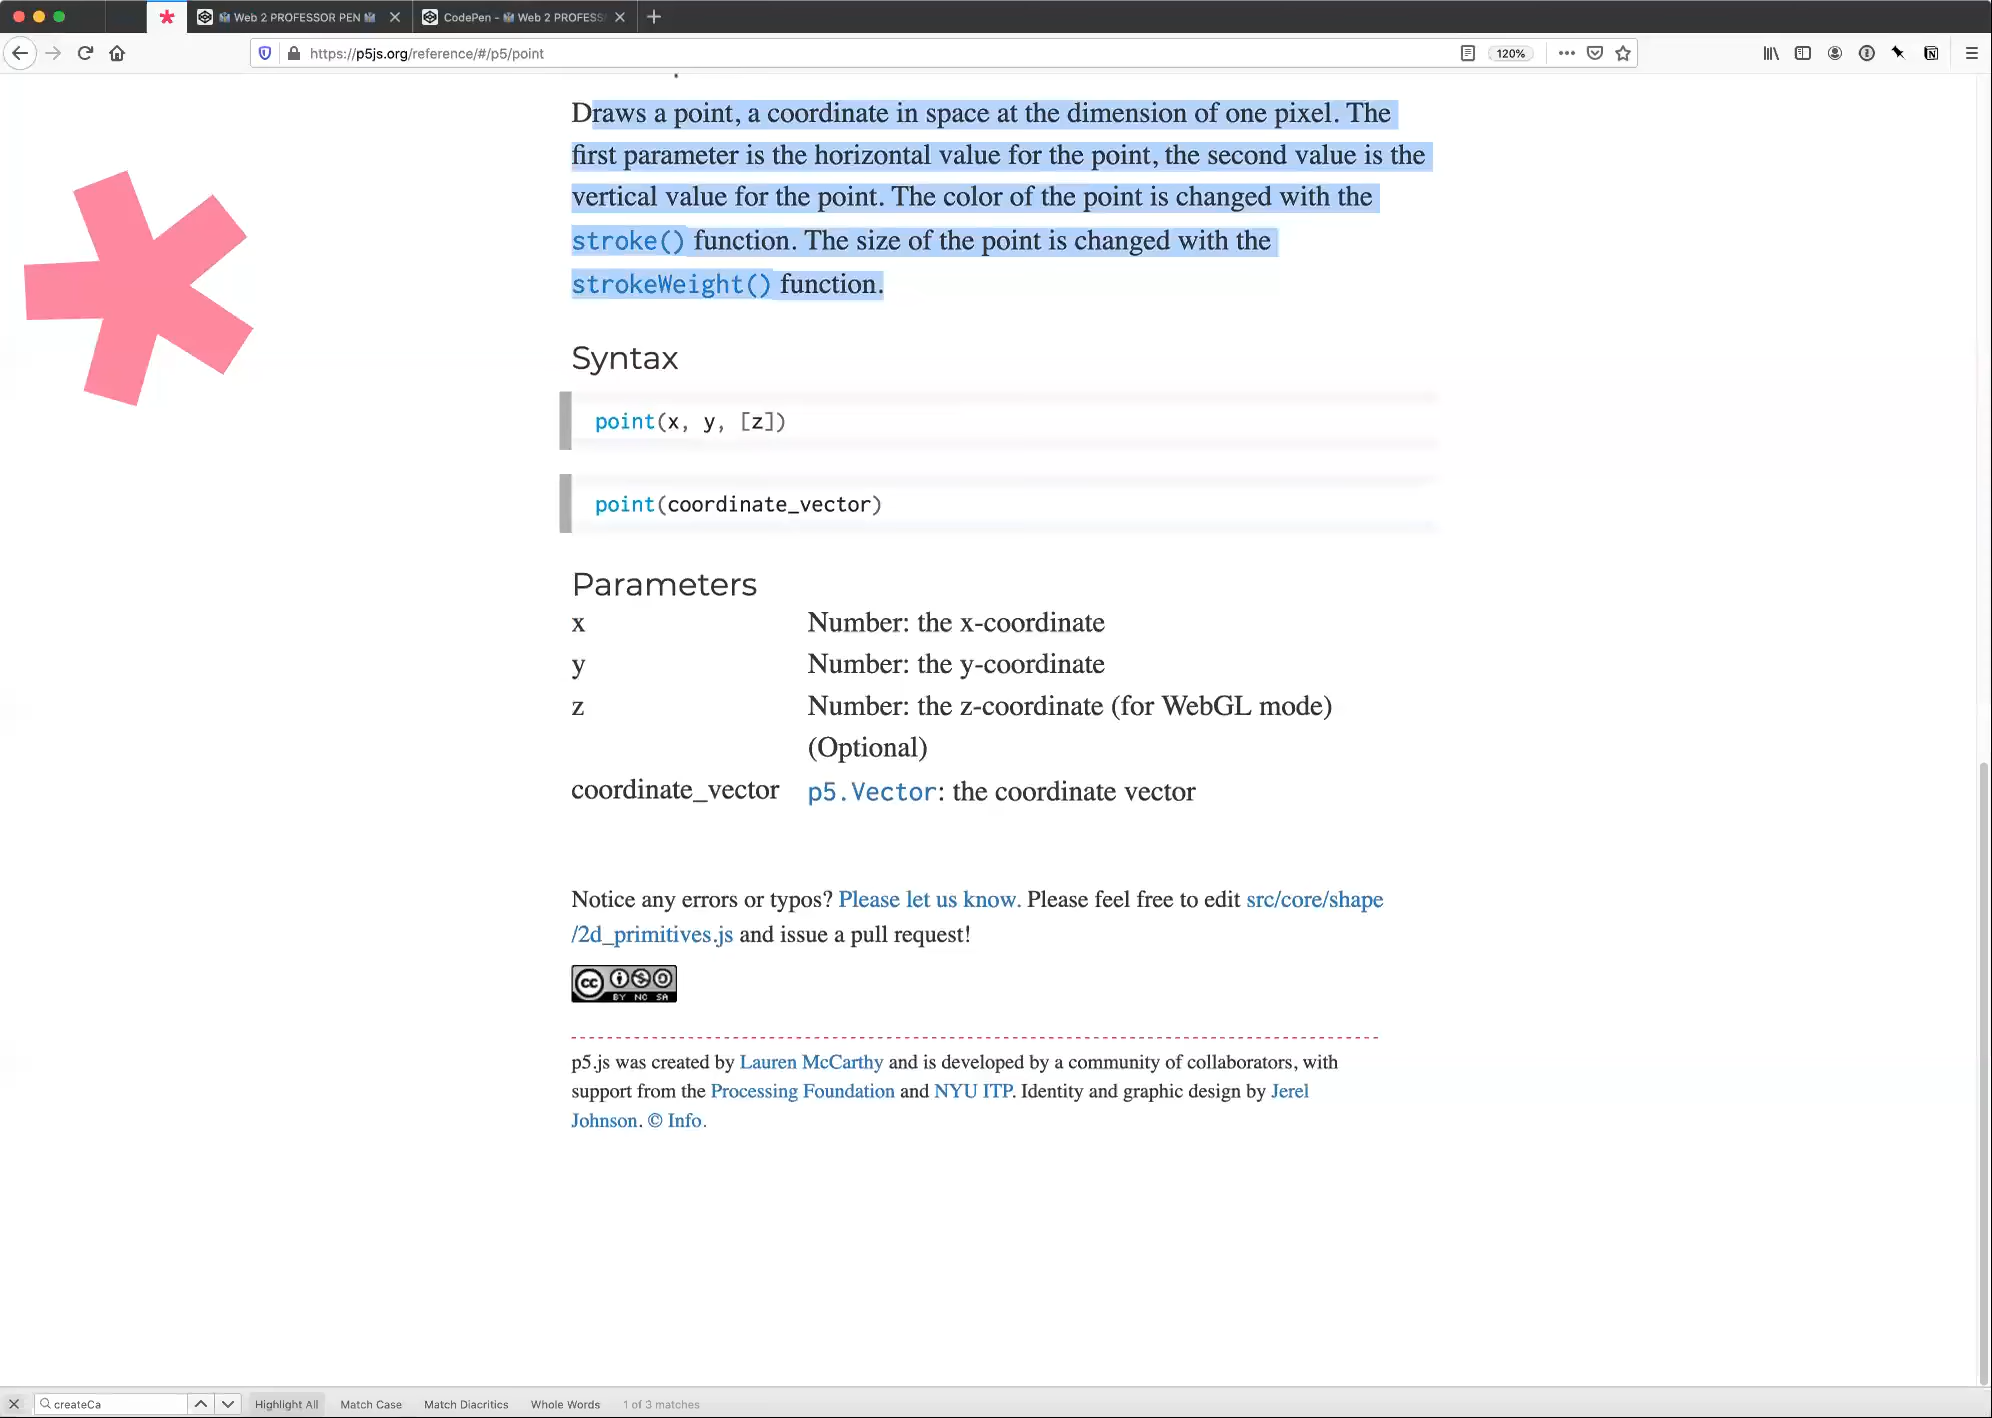 Web 2 PROFESSOR PEN
CodePen - Web 2 PROFESS
https://p5js.org/reference/#/p5/point
120%
Draws a point, a coordinate in space at the dimension of one pixel. The
first parameter is the horizontal value for the point, the second value is the
vertical value for the point. The color of the point is changed with the
stroke() function. The size of the point is changed with the
strokeWeight() function.
Syntax
point(x, y, [z])
point(coordinate_vector)
Parameters
x Number: the x-coordinate
y Number: the y-coordinate
z Number: the z-coordinate (for WebGL mode)
(Optional)
coordinate_vector p5.Vector: the coordinate vector
Notice any errors or typos? Please let us know. Please feel free to edit src/core/shape
/2d_primitives.js and issue a pull request!
cc BY NC SA
p5.js was created by Lauren McCarthy and is developed by a community of collaborators, with
support from the Processing Foundation and NYU ITP. Identity and graphic design by Jerel
Johnson. © Info.
createCa Highlight All Match Case Match Diacritics Whole Words 1 of 3 matches